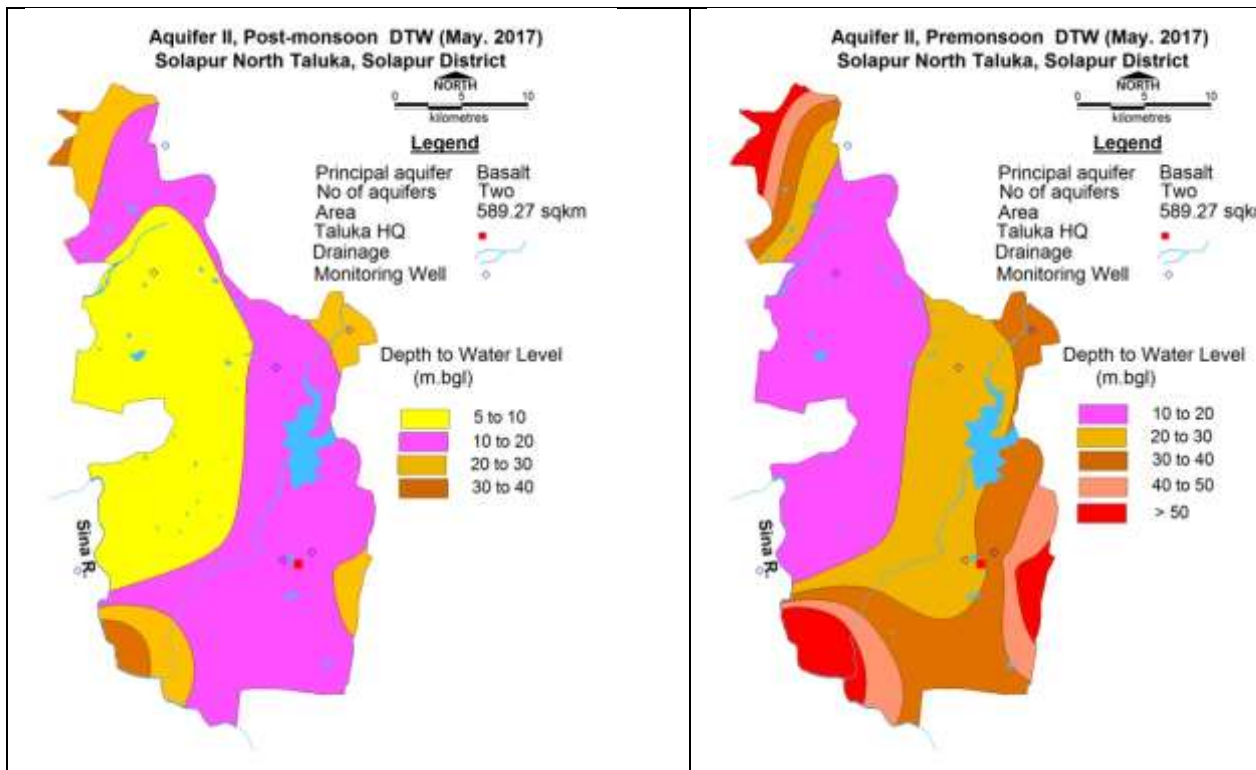 Aquifer II, Post-monsoon DTW (May. 2017)
Solapur North Taluka, Solapur District
NORTH
0 5 10
kilometres
Legend
Principal aquifer Basalt
No of aquifers Two
Area 589.27 sqkm
Taluka HQ
Drainage
Monitoring Well
Depth to Water Level
(m.bgl)
5 to 10
10 to 20
20 to 30
30 to 40
Sina R.
Aquifer II, Premonsoon DTW (May. 2017)
Solapur North Taluka, Solapur District
NORTH
0 5 10
kilometres
Legend
Principal aquifer Basalt
No of aquifers Two
Area 589.27 sqkm
Taluka HQ
Drainage
Monitoring Well
Depth to Water Level
(m.bgl)
10 to 20
20 to 30
30 to 40
40 to 50
> 50
Sina R.